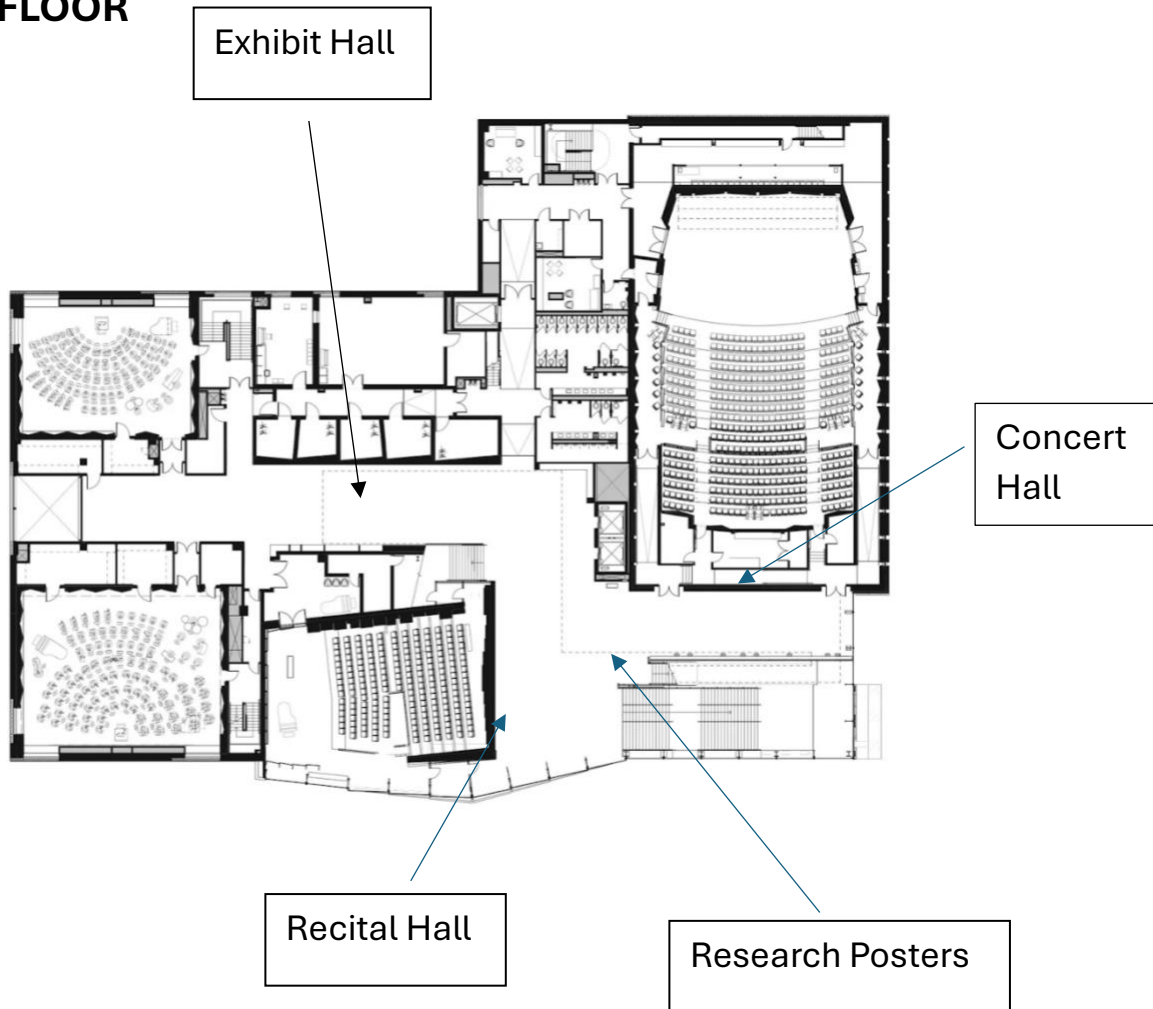 FLOOR
Exhibit Hall
Concert
Hall
Recital Hall
Research Posters